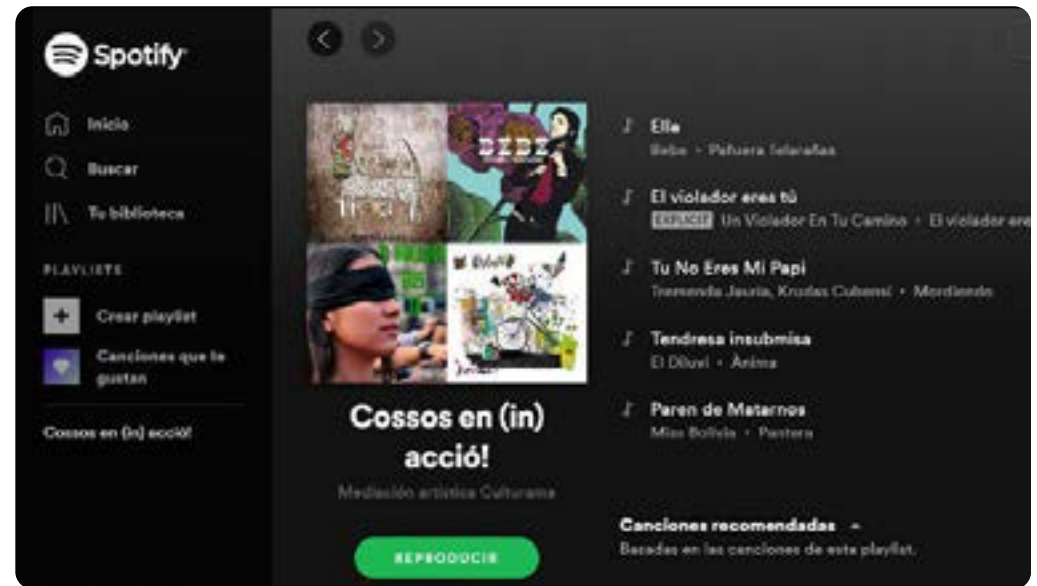 Spotify
Inicio
Buscar
Tu biblioteca
PLAYLISTS
Crear playlist
Canciones que te
gustan
Cossos en (in) acció!
BEBE
Cossos en (in)
acció!
Mediación artística Culturama
REPRODUCIR
Ella
Bebe • Pafuera Telarañas
El violador eres tú
EXPLICIT Un Violador En Tu Camino • El violador ere
Tu No Eres Mi Papi
Tremenda Jauría, Krudas Cubensi • Mordiendo
Tendresa insubmisa
El Diluvi • Ànima
Paren de Matarnos
Miss Bolivia • Pantera
Canciones recomendadas
Basadas en las canciones de esta playlist.